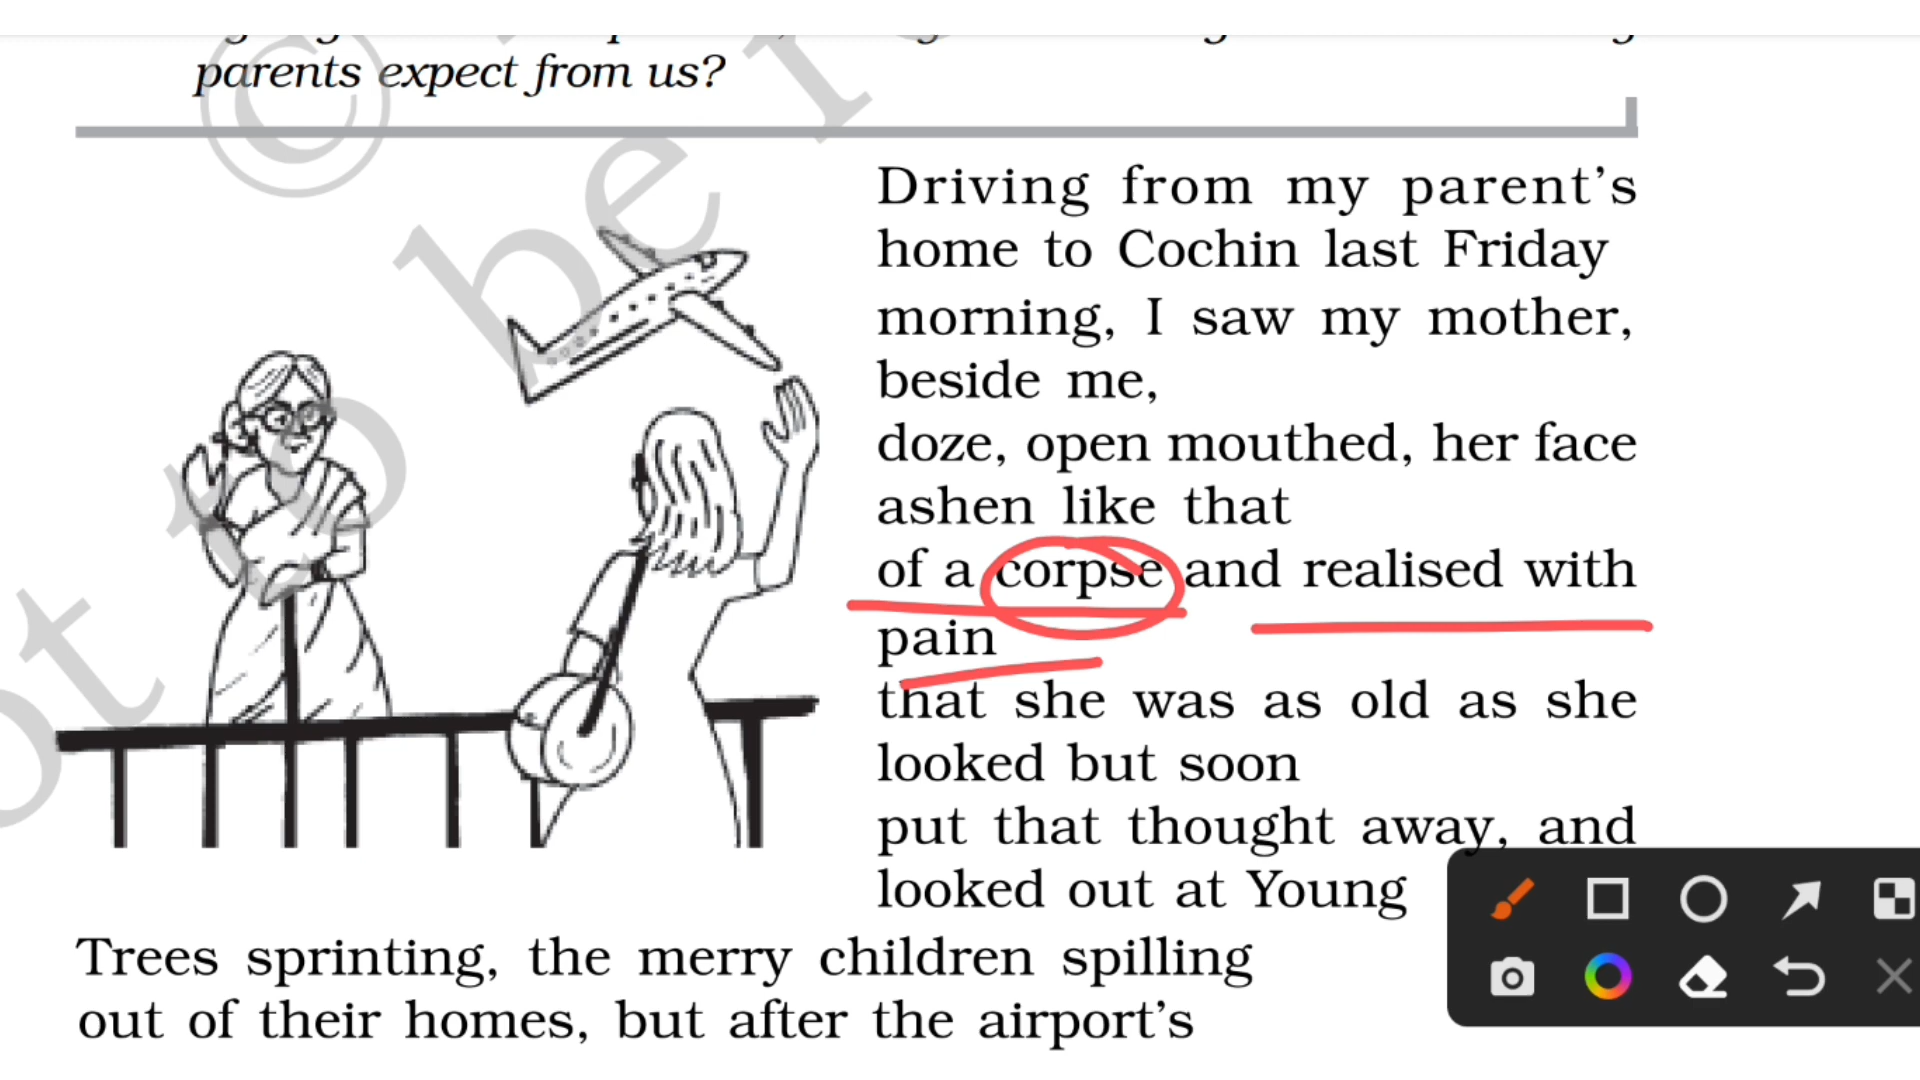 parents expect from us?
Driving from my parent's
home to Cochin last Friday
morning, I saw my mother,
beside me,
doze, open mouthed, her face
ashen like that
of a corpse and realised with
pain
that she was as old as she
looked but soon
put that thought away, and
looked out at Young
Trees sprinting, the merry children spilling
out of their homes, but after the airport's
© 
to be r